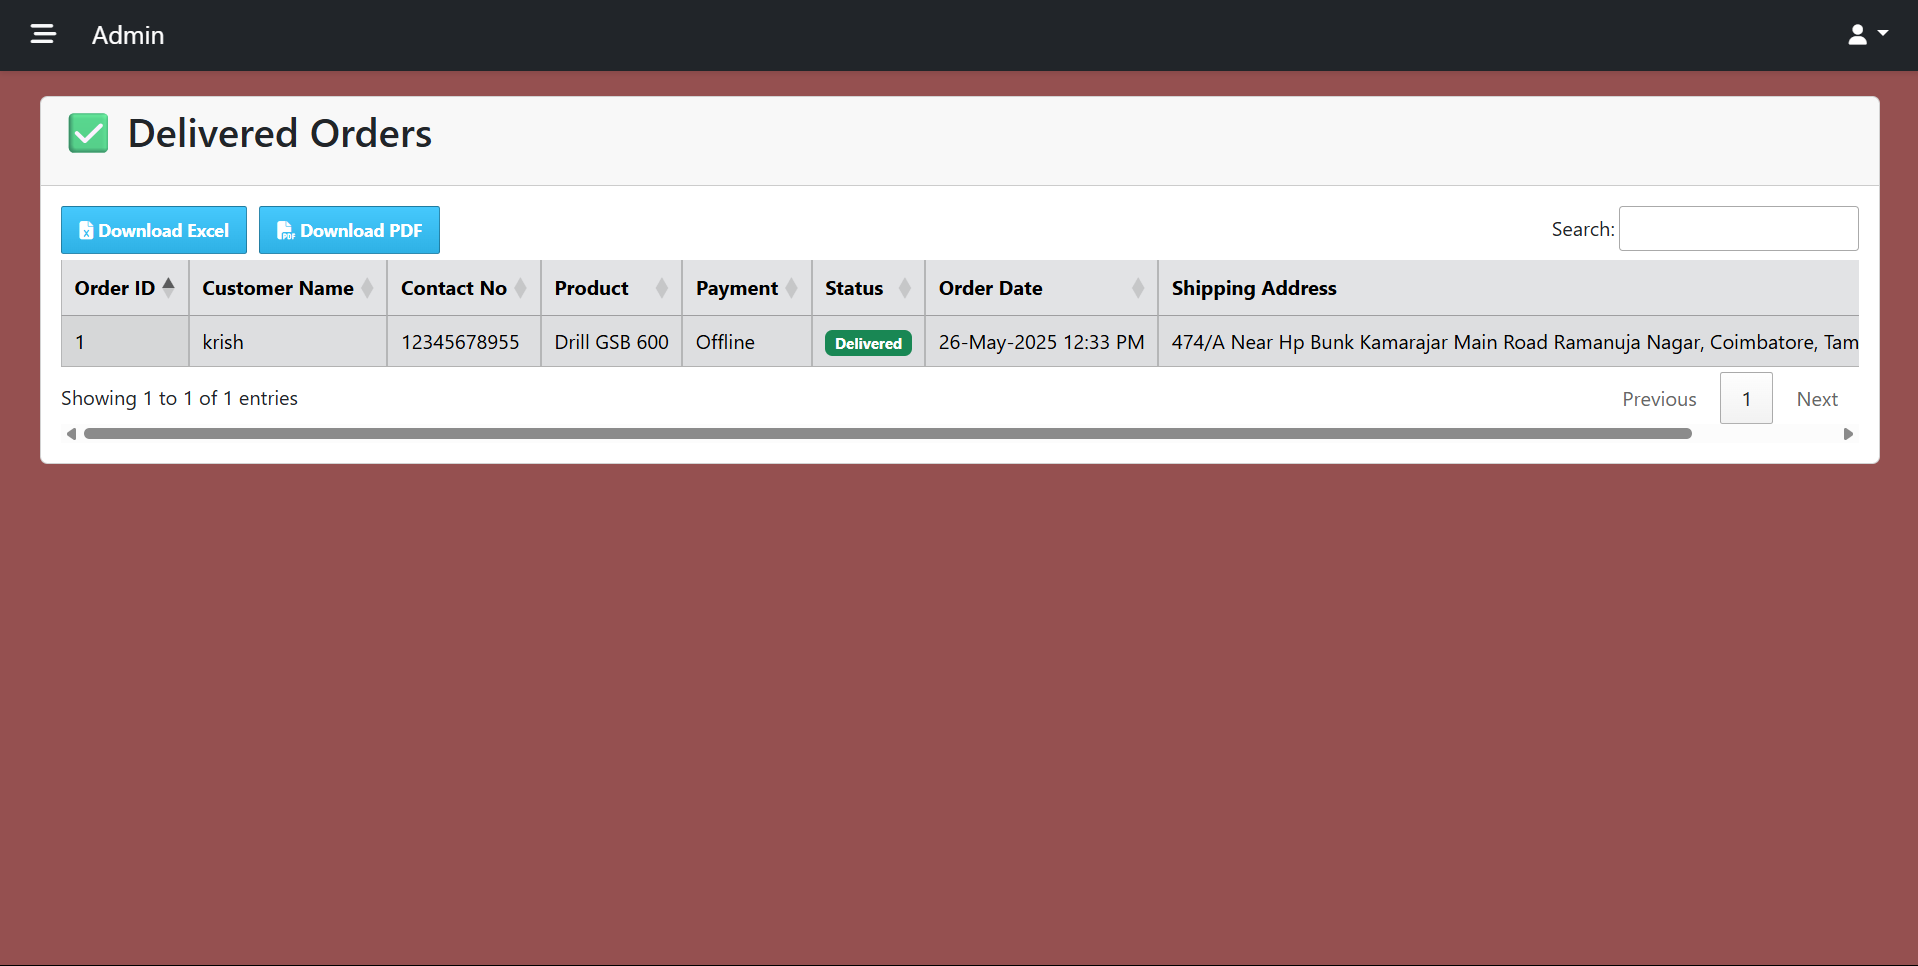 Admin
Delivered Orders
Download Excel Download PDF Search:
Order ID Customer Name Contact No Product Payment Status Order Date Shipping Address
1 krish 12345678955 Drill GSB 600 Offline Delivered 26-May-2025 12:33 PM 474/A Near Hp Bunk Kamarajar Main Road Ramanuja Nagar, Coimbatore, Tam
Showing 1 to 1 of 1 entries Previous 1 Next